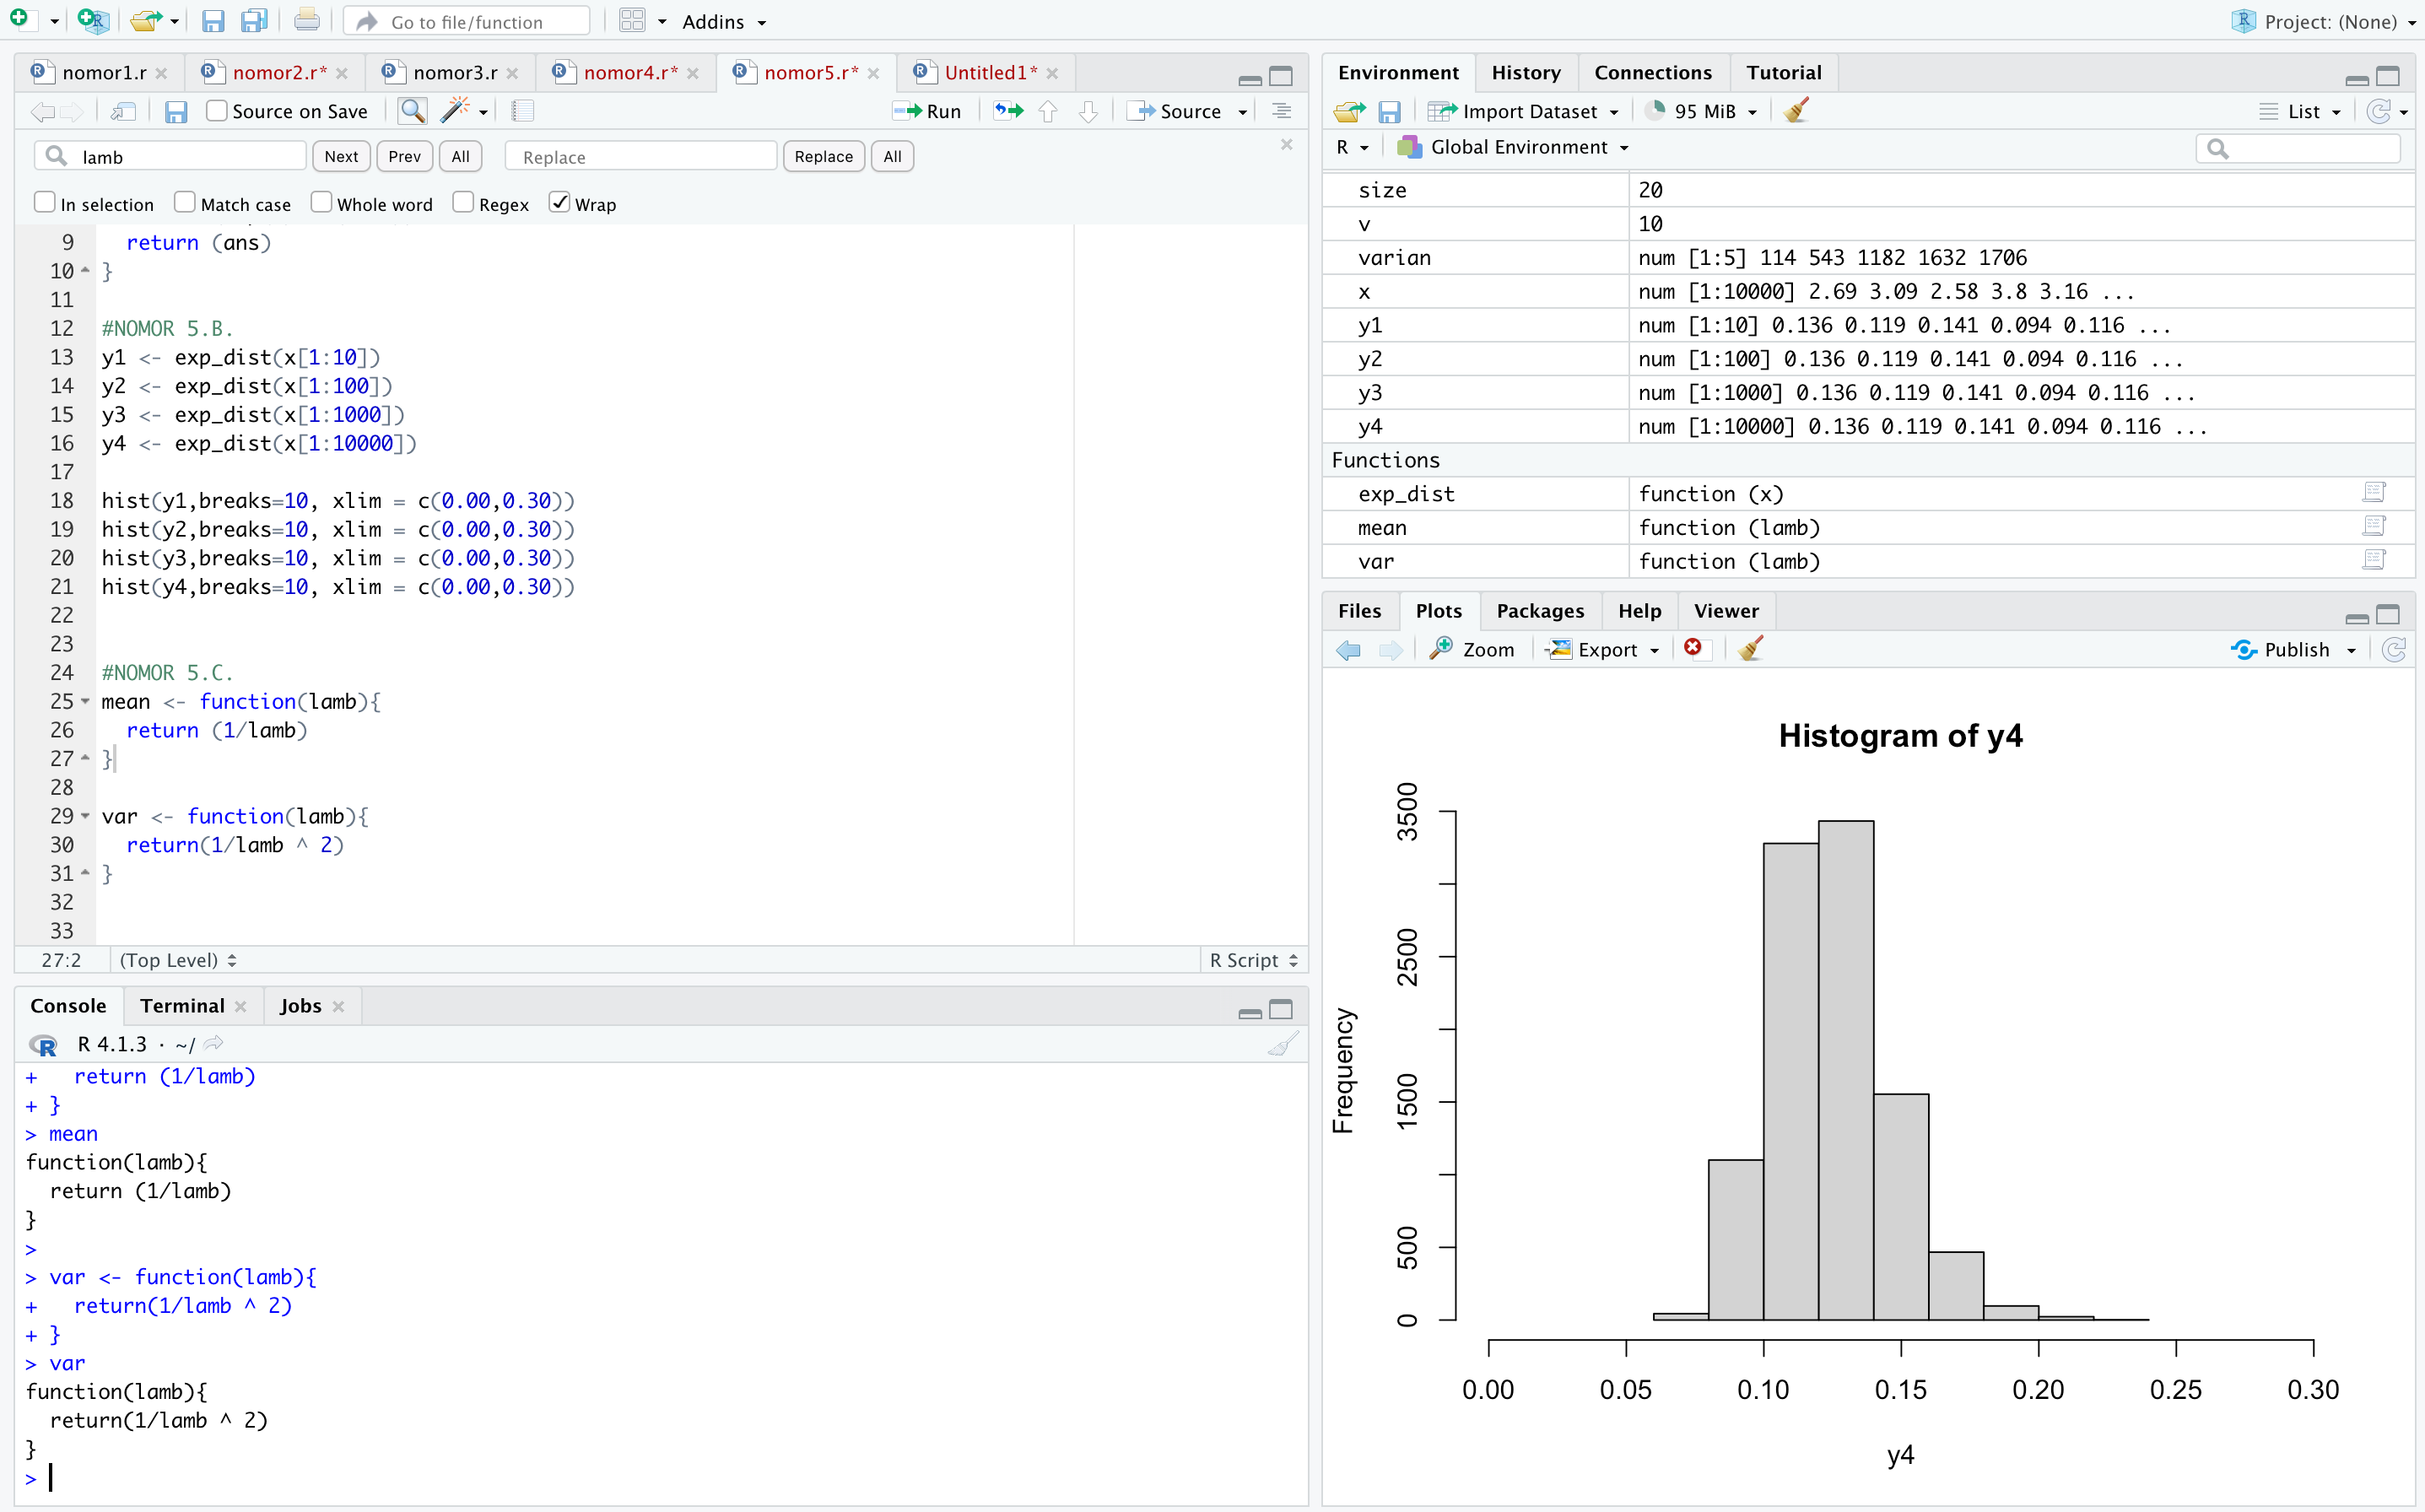 Go to file/function
Addins
Project: (None)
nomor1.r
nomor2.r*
nomor3.r
nomor4.r*
nomor5.r*
Untitled1*
Source on Save
Run
Source
lamb
Next
Prev
All
Replace
Replace
All
In selection
Match case
Whole word
Regex
Wrap
9 return (ans)
10 }
11
12 #NOMOR 5.B.
13 y1 <- exp_dist(x[1:10])
14 y2 <- exp_dist(x[1:100])
15 y3 <- exp_dist(x[1:1000])
16 y4 <- exp_dist(x[1:10000])
17
18 hist(y1,breaks=10, xlim = c(0.00,0.30))
19 hist(y2,breaks=10, xlim = c(0.00,0.30))
20 hist(y3,breaks=10, xlim = c(0.00,0.30))
21 hist(y4,breaks=10, xlim = c(0.00,0.30))
22
23
24 #NOMOR 5.C.
25 mean <- function(lamb){
26 return (1/lamb)
27 }
28
29 var <- function(lamb){
30 return(1/lamb ^ 2)
31 }
32
33
27:2
(Top Level)
R Script
Console
Terminal
Jobs
R 4.1.3 · ~/
+ return (1/lamb)
+ }
> mean
function(lamb){
return (1/lamb)
}
>
> var <- function(lamb){
+ return(1/lamb ^ 2)
+ }
> var
function(lamb){
return(1/lamb ^ 2)
}
>
Environment
History
Connections
Tutorial
Import Dataset
95 MiB
List
R
Global Environment
size 20
v 10
varian num [1:5] 114 543 1182 1632 1706
x num [1:10000] 2.69 3.09 2.58 3.8 3.16 ...
y1 num [1:10] 0.136 0.119 0.141 0.094 0.116 ...
y2 num [1:100] 0.136 0.119 0.141 0.094 0.116 ...
y3 num [1:1000] 0.136 0.119 0.141 0.094 0.116 ...
y4 num [1:10000] 0.136 0.119 0.141 0.094 0.116 ...
Functions
exp_dist function (x)
mean function (lamb)
var function (lamb)
Files
Plots
Packages
Help
Viewer
Zoom
Export
Publish
Histogram of y4
Frequency
3500
2500
1500
500
0
0.00 0.05 0.10 0.15 0.20 0.25 0.30
y4